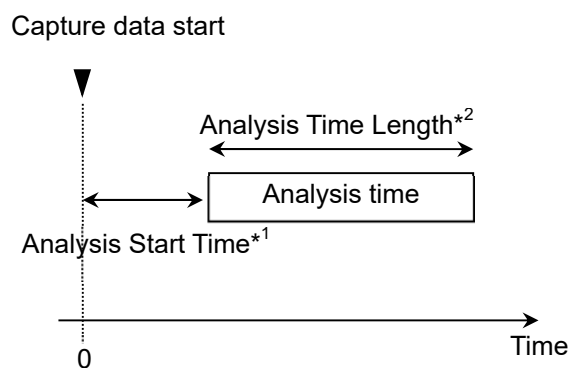 Capture data start
Analysis Time Length*2
Analysis time
Analysis Start Time*1
Time
0